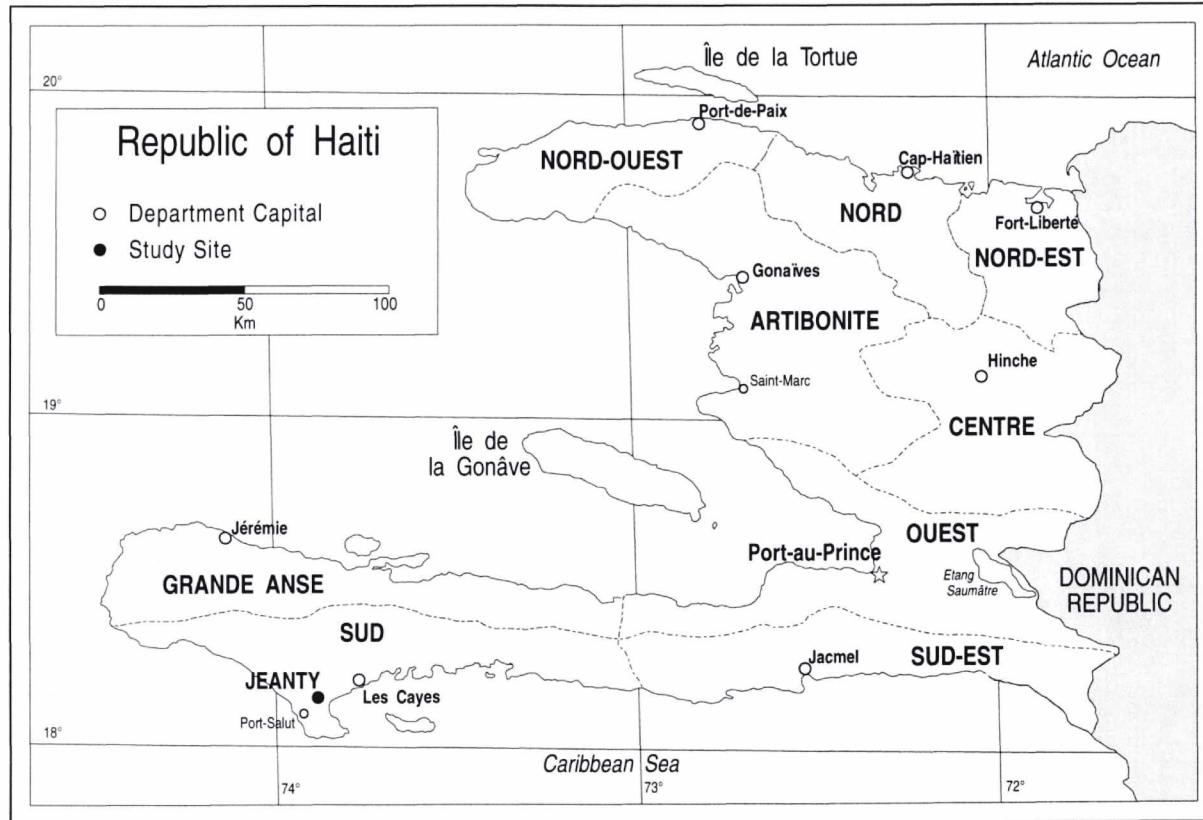 Île de la Tortue
Atlantic Ocean
20°
Republic of Haiti
Department Capital
Study Site
0 50 100
Km
Port-de-Paix
NORD-OUEST
Cap-Haïtien
NORD
Fort-Liberté
NORD-EST
Gonaïves
ARTIBONITE
Hinche
Saint-Marc
19°
CENTRE
Île de
la Gonâve
Jérémie
OUEST
Port-au-Prince
GRANDE ANSE
Etang
Saumâtre
DOMINICAN
REPUBLIC
SUD
Jacmel
SUD-EST
JEANTY
Les Cayes
Port-Salut
18°
Caribbean Sea
74°
73°
72°